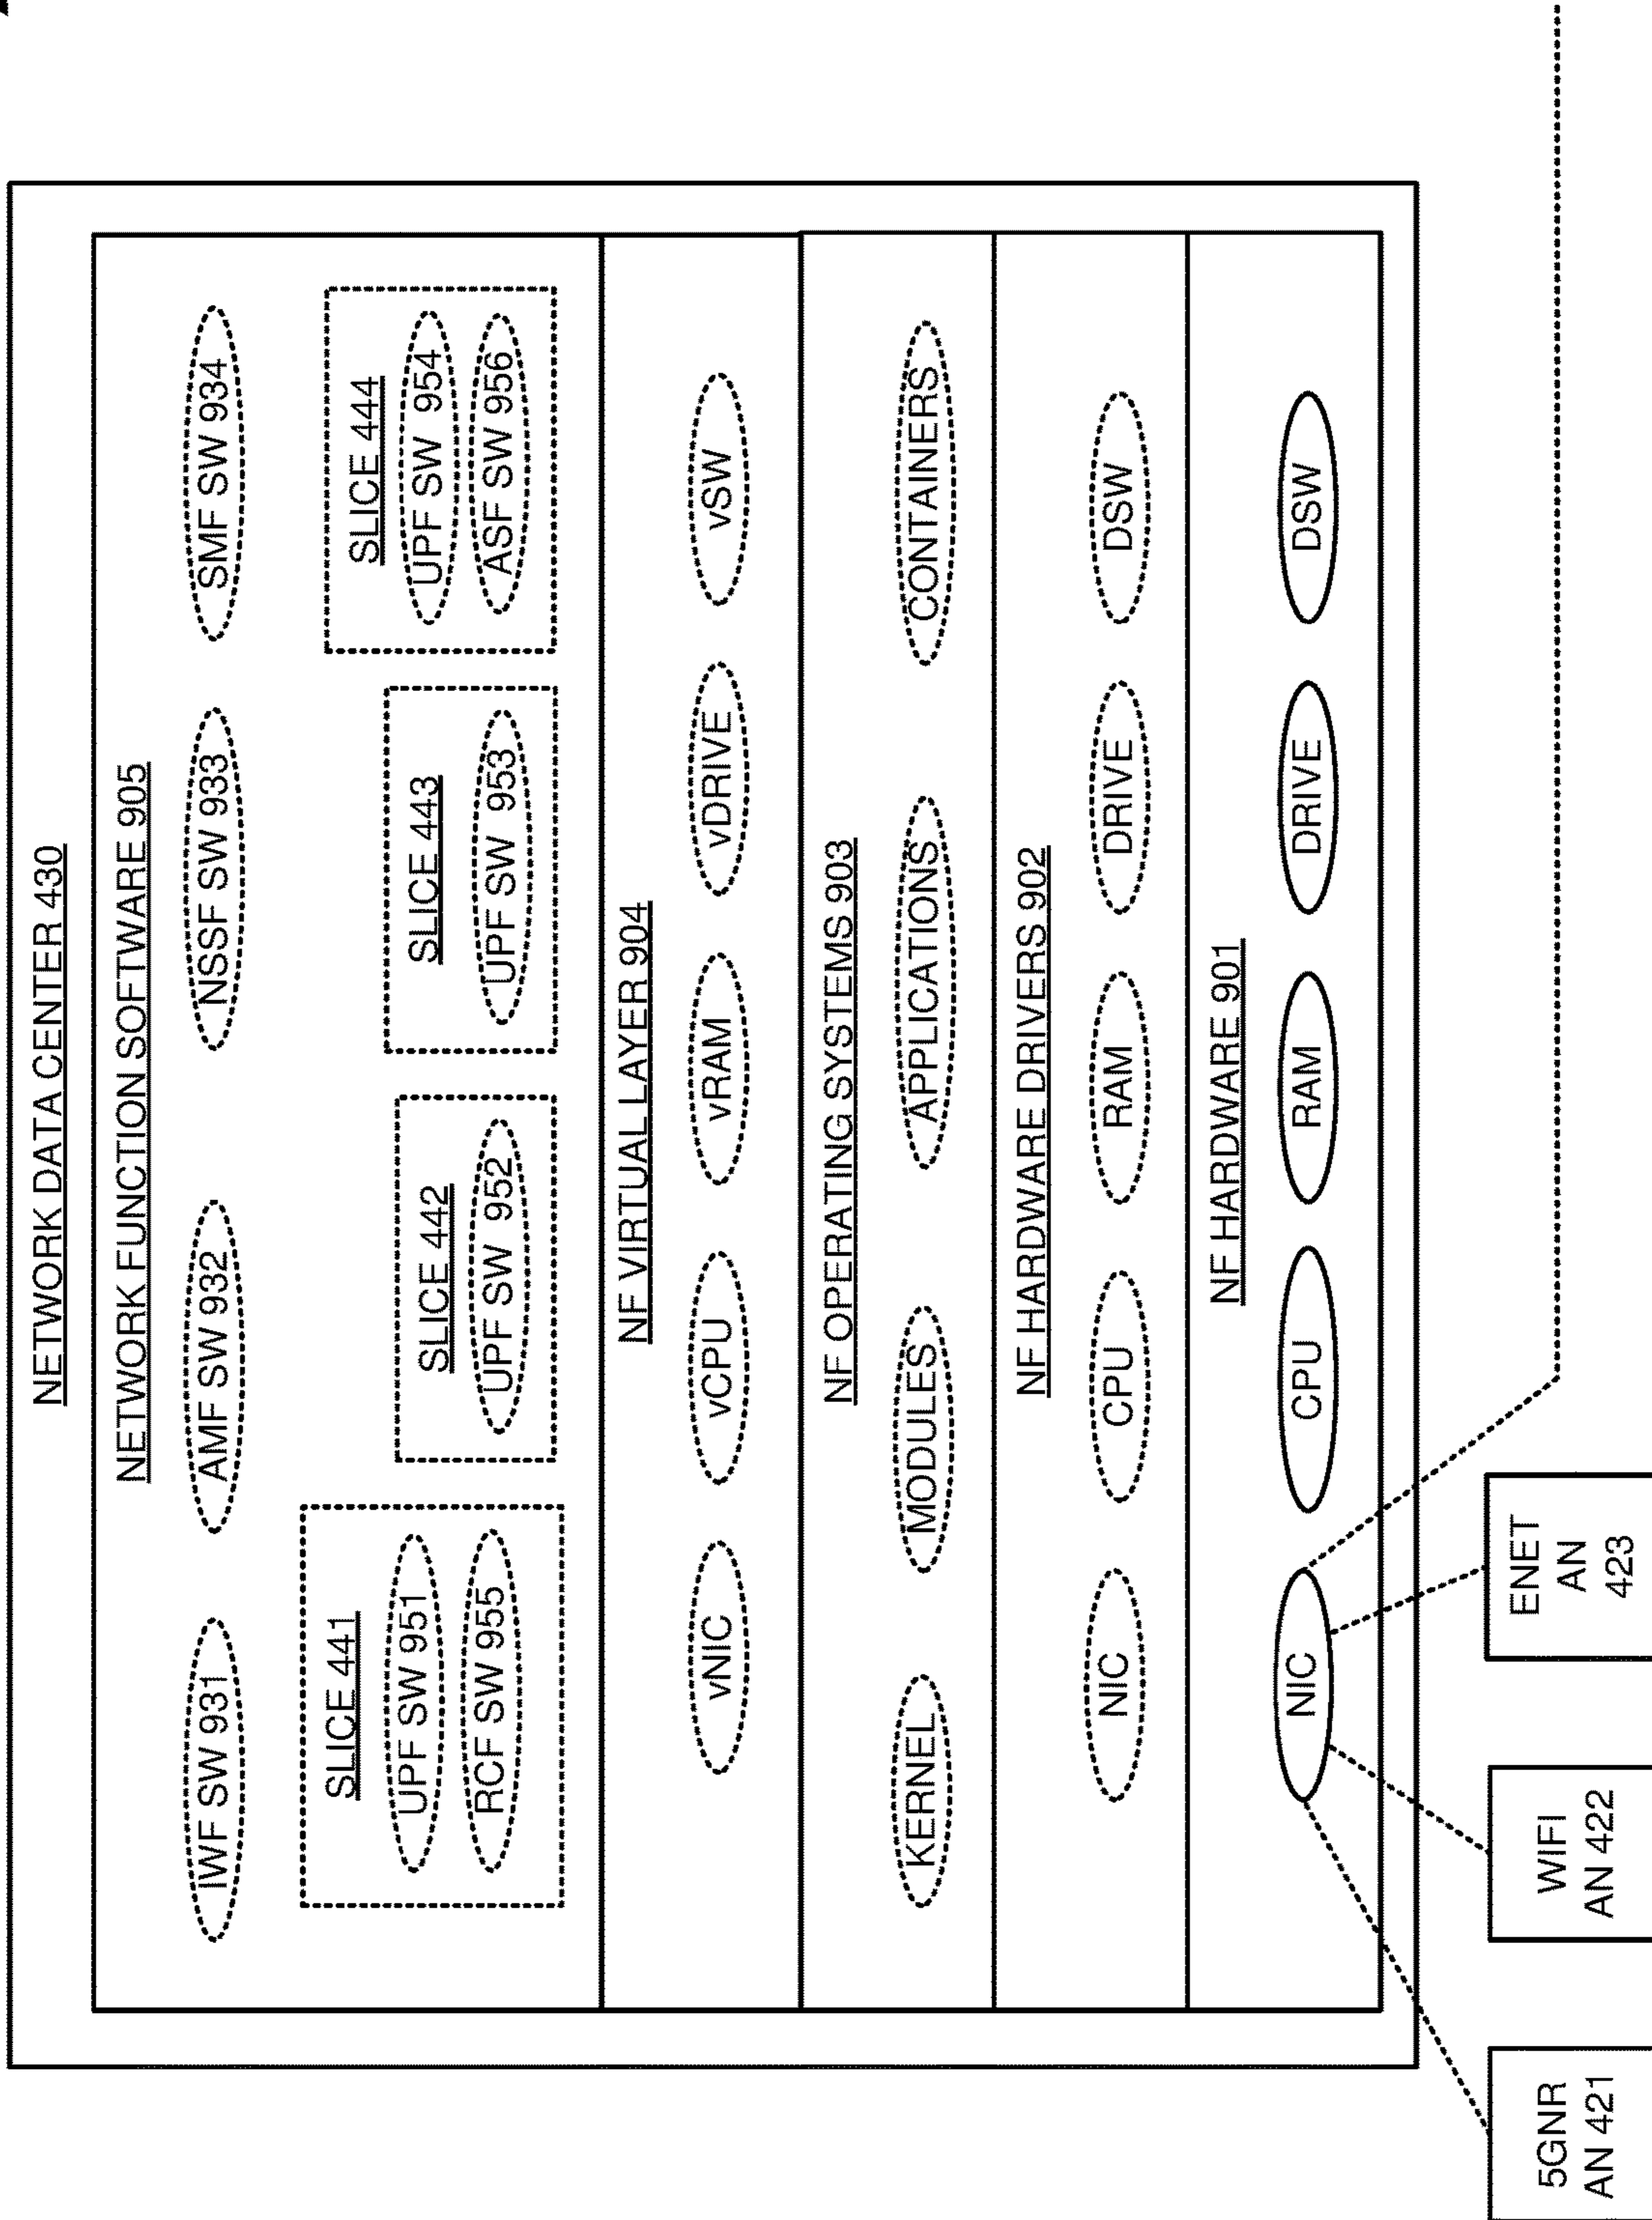 NETWORK DATA CENTER 430
NETWORK FUNCTION SOFTWARE 905
IWF SW 931
AMF SW 932
NSSF SW 933
SMF SW 934
SLICE 441
UPF SW 951
RCF SW 955
SLICE 442
UPF SW 952
SLICE 443
UPF SW 953
SLICE 444
UPF SW 954
ASF SW 956
NF VIRTUAL LAYER 904
vNIC
vCPU
vRAM
vDRIVE
vSW
NF OPERATING SYSTEMS 903
KERNEL
MODULES
APPLICATIONS
CONTAINERS
NF HARDWARE DRIVERS 902
NIC
CPU
RAM
DRIVE
DSW
NF HARDWARE 901
NIC
CPU
RAM
DRIVE
DSW
5GNR
AN 421
WIFI
AN 422
ENET
AN
423